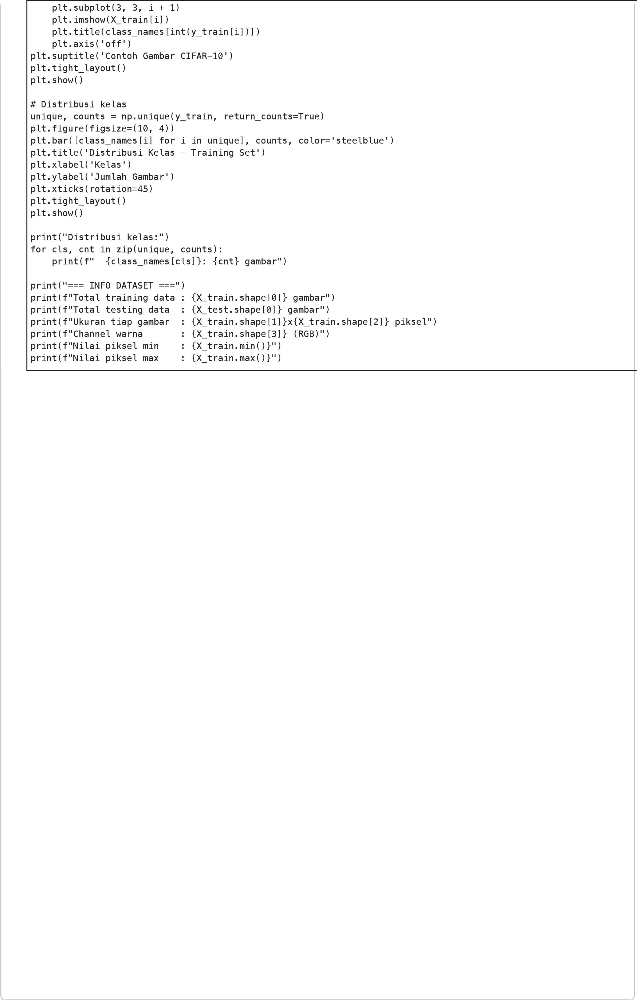 plt.subplot(3, 3, i + 1)
    plt.imshow(X_train[i])
    plt.title(class_names[int(y_train[i])])
    plt.axis('off')
plt.suptitle('Contoh Gambar CIFAR-10')
plt.tight_layout()
plt.show()

# Distribusi kelas
unique, counts = np.unique(y_train, return_counts=True)
plt.figure(figsize=(10, 4))
plt.bar([class_names[i] for i in unique], counts, color='steelblue')
plt.title('Distribusi Kelas - Training Set')
plt.xlabel('Kelas')
plt.ylabel('Jumlah Gambar')
plt.xticks(rotation=45)
plt.tight_layout()
plt.show()

print("Distribusi kelas:")
for cls, cnt in zip(unique, counts):
    print(f"  {class_names[cls]}: {cnt} gambar")

print("=== INFO DATASET ===")
print(f"Total training data : {X_train.shape[0]} gambar")
print(f"Total testing data  : {X_test.shape[0]} gambar")
print(f"Ukuran tiap gambar  : {X_train.shape[1]}x{X_train.shape[2]} piksel")
print(f"Channel warna       : {X_train.shape[3]} (RGB)")
print(f"Nilai piksel min    : {X_train.min()}")
print(f"Nilai piksel max    : {X_train.max()}")